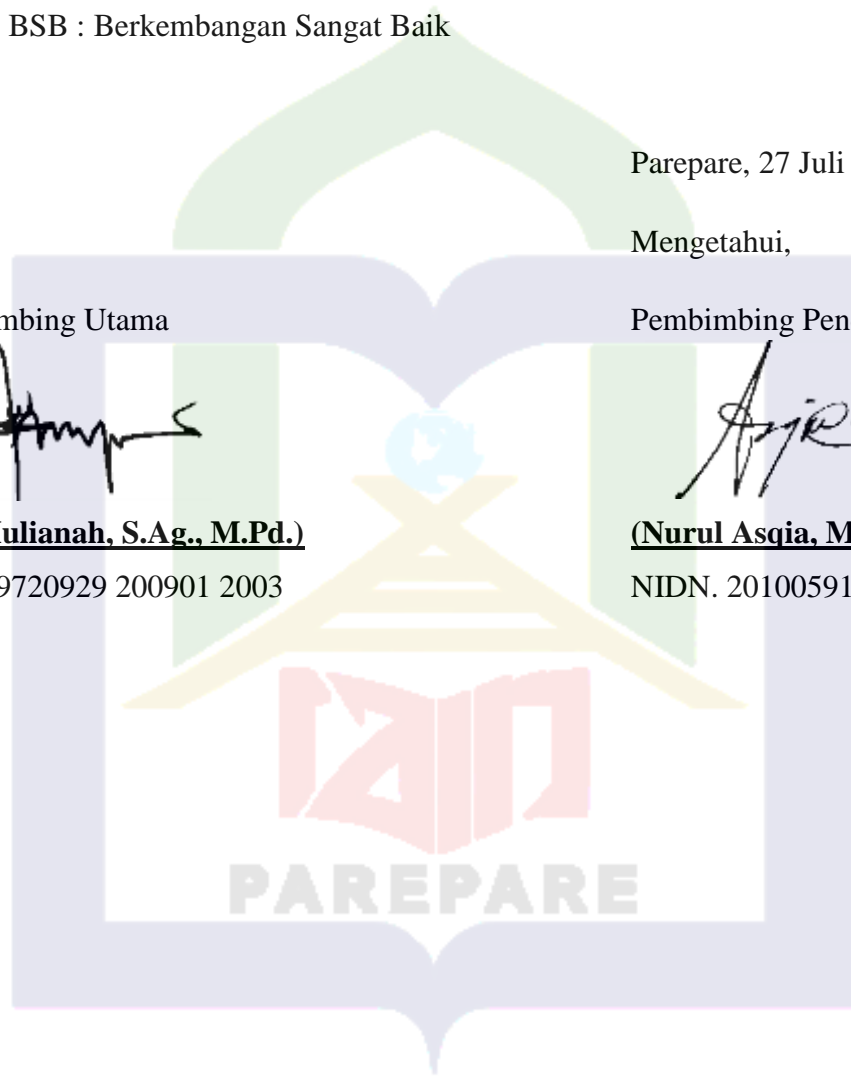 BSB : Berkembangan Sangat Baik
Parepare, 27 Juli
Mengetahui,
mbing Utama
Pembimbing Pen
ulianah, S.Ag., M.Pd.)
(Nurul Asqia, M
9720929 200901 2003
NIDN. 20100591
IAIN
PAREPARE